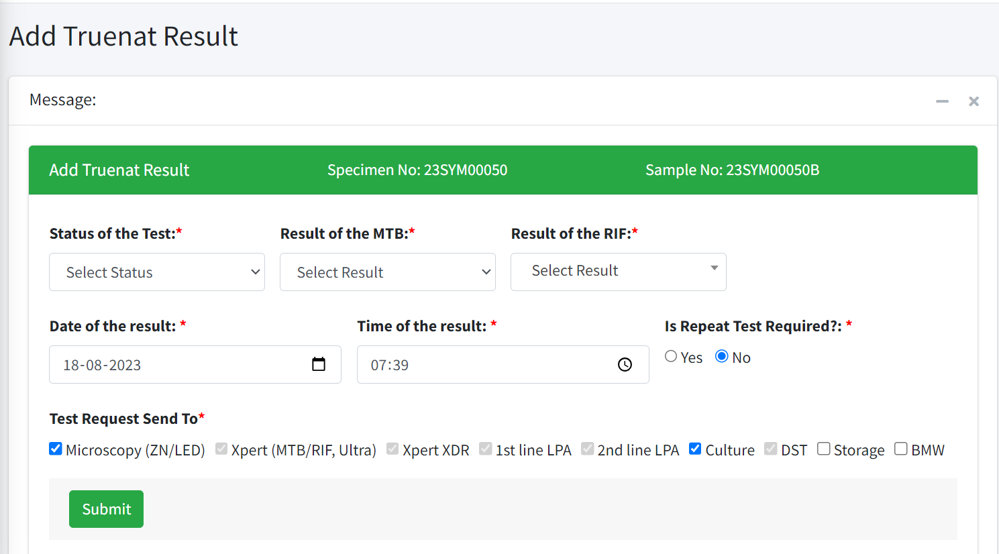 Add Truenat Result
Message:
Add Truenat Result Specimen No: 23SYM00050 Sample No: 23SYM00050B
Status of the Test:* Result of the MTB:* Result of the RIF:*
Select Status Select Result Select Result
Date of the result: * Time of the result: * Is Repeat Test Required?: *
18-08-2023 07:39 Yes No
Test Request Send To*
Microscopy (ZN/LED) Xpert (MTB/RIF, Ultra) Xpert XDR 1st line LPA 2nd line LPA Culture DST Storage BMW
Submit